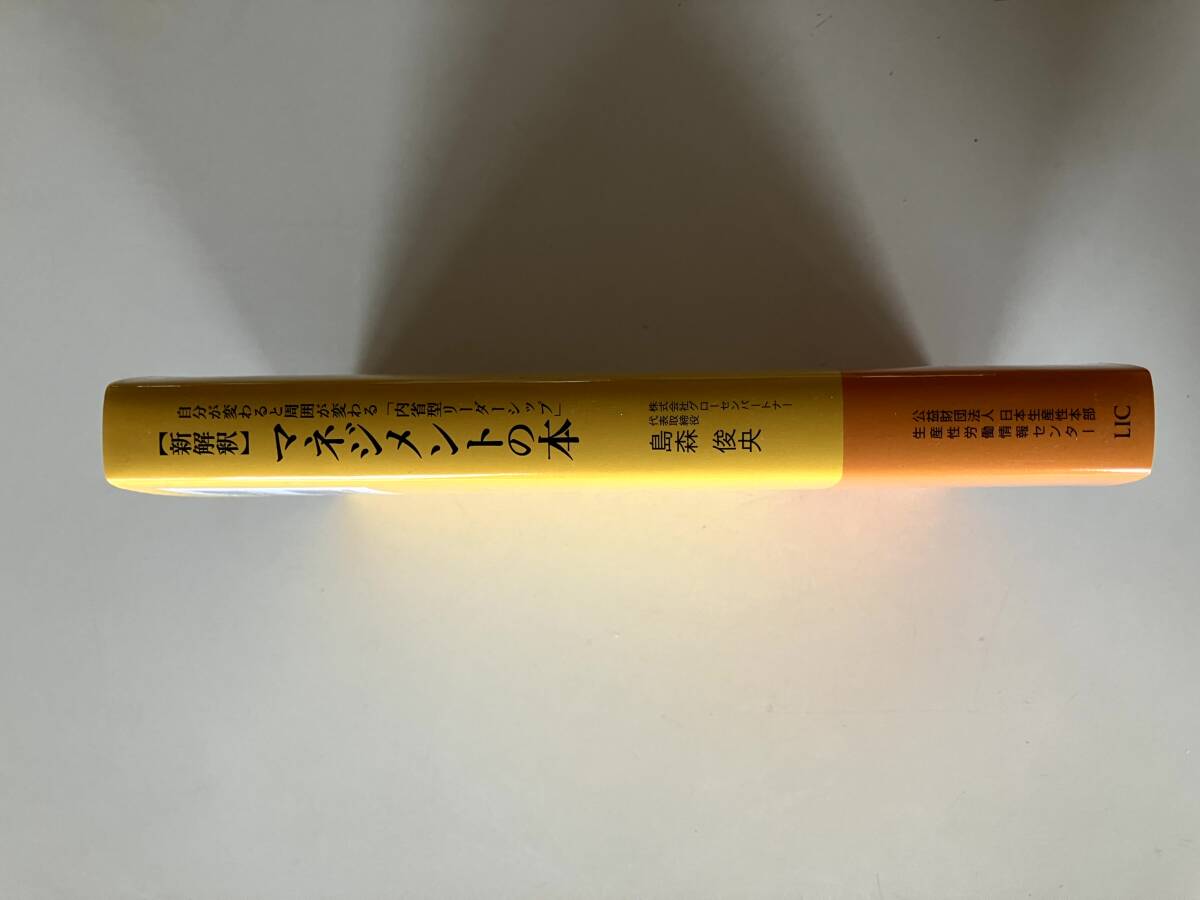 自分が変わると周囲が変わる「内省型リーダーシップ」
【新解釈】マネジメントの本
株式会社グローセンパートナー
代表取締役
島森 俊央
公益財団法人 日本生産性本部
生産性労働情報センター
LIC